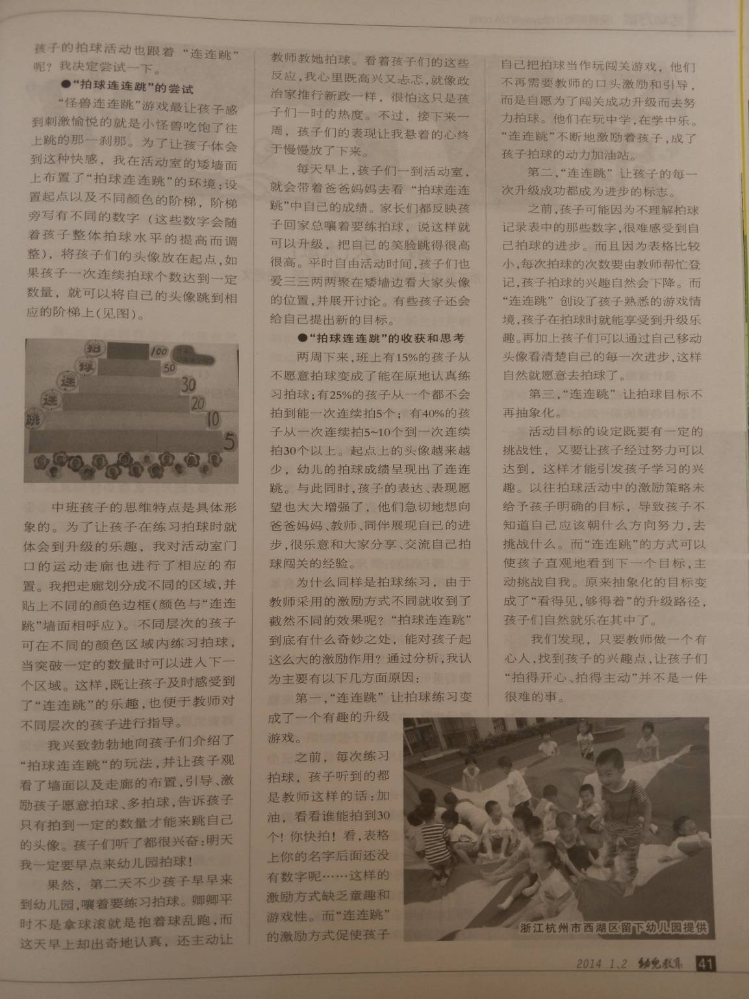 孩子的拍球活动也跟着“连连跳”
呢？我决定尝试一下。
●“拍球连连跳”的尝试
“怪兽连连跳”游戏最让孩子感
到刺激愉悦的就是小怪兽吃饱了往
上跳的那一刹那。为了让孩子体会
到这种快感，我在活动室的矮墙面
上布置了“拍球连连跳”的环境：设
置起点以及不同颜色的阶梯，阶梯
旁写有不同的数字（这些数字会随
着孩子整体拍球水平的提高而调
整），将孩子们的头像放在起点，如
果孩子一次连续拍球个数达到一定
数量，就可以将自己的头像跳到相
应的阶梯上（见图）。
拍
100
球
50
连
30
连
20
跳
10
5
中班孩子的思维特点是具体形
象的。为了让孩子在练习拍球时就
体会到升级的乐趣，我对活动室门
口的运动走廊也进行了相应的布
置。我把走廊划分成不同的区域，并
贴上不同的颜色边框（颜色与“连连
跳”墙面相呼应）。不同层次的孩子
可在不同的颜色区域内练习拍球，
当突破一定的数量时可以进入下一
个区域。这样，既让孩子及时感受到
了“连连跳”的乐趣，也便于教师对
不同层次的孩子进行指导。
我兴致勃勃地向孩子们介绍了
“拍球连连跳“的玩法，并让孩子观
看了墙面以及走廊的布置，引导、激
励孩子愿意拍球、多拍球，告诉孩子
只有拍到一定的数量才能来跳自己
的头像。孩子们听了都很兴奋：明天
我一定要早点来幼儿园拍球！
果然，第二天不少孩子早早来
到幼儿园，嚷着要练习拍球。卿卿平
时不是拿球滚就是抱着球乱跑，而
这天早上却出奇地认真，还主动让
教师教她拍球。看着孩子们的这些
反应，我心里既高兴又忐忑，就像政
治家推行新政一样，很怕这只是孩
子们一时的热度。不过，接下来一
周，孩子们的表现让我悬着的心终
于慢慢放了下来。
每天早上，孩子们一到活动室，
就会带着爸爸妈妈去看“拍球连连
跳”中自己的成绩。家长们都反映孩
子回家总嚷着要练拍球，说这样就
可以升级，把自己的笑脸跳得很高
很高。平时自由活动时间，孩子们也
爱三三两两聚在矮墙边看大家头像
的位置，并展开讨论。有些孩子还会
给自己提出新的目标。
●“拍球连连跳”的收获和思考
两周下来，班上有15%的孩子从
不愿意拍球变成了能在原地认真练
习拍球；有25%的孩子从一个都不会
拍到能一次连续拍5个；有40%的孩
子从一次连续拍5~10个到一次连续
拍30个以上。起点上的头像越来越
少，幼儿的拍球成绩呈现出了连连
跳。与此同时，孩子的表达、表现愿
望也大大增强了，他们急切地想向
爸爸妈妈、教师、同伴展现自己的进
步，很乐意和大家分享、交流自己拍
球闯关的经验。
为什么同样是拍球练习，由于
教师采用的激励方式不同就收到了
截然不同的效果呢？“拍球连连跳”
到底有什么奇妙之处，能对孩子起
这么大的激励作用？通过分析，我认
为主要有以下几方面原因：
第一，“连连跳”让拍球练习变
成了一个有趣的升级
游戏。
之前，每次练习
拍球，孩子听到的都
是教师这样的话：加
油，看看谁能拍到30
个！你快拍！看，表格
上你的名字后面还没
有数字呢……这样的
激励方式缺乏童趣和
游戏性。而“连连跳”
的激励方式促使孩子
自己把拍球当作玩闯关游戏，他们
不再需要教师的口头激励和引导，
而是自愿为了闯关成功升级而去努
力拍球。他们在玩中学，在学中乐。
“连连跳”不断地激励着孩子，成了
孩子拍球的动力加油站。
第二，“连连跳”让孩子的每一
次升级成功都成为进步的标志。
之前，孩子可能因为不理解拍球
记录表中的那些数字，很难感受到自
己拍球的进步。而且因为表格比较
小，每次拍球的次数要由教师帮忙登
记，孩子拍球的兴趣自然会下降。而
“连连跳”创设了孩子熟悉的游戏情
境，孩子在拍球时就能享受到升级乐
趣。再加上孩子们可以通过自己移动
头像看清楚自己的每一次进步，这样
自然就愿意去拍球了。
第三，“连连跳”让拍球目标不
再抽象化。
活动目标的设定既要有一定的
挑战性，又要让孩子经过努力可以
达到，这样才能引发孩子学习的兴
趣。以往拍球活动中的激励策略未
给予孩子明确的目标，导致孩子不
知道自己应该朝什么方向努力，去
挑战什么。而“连连跳”的方式可以
使孩子直观地看到下一个目标，主
动挑战自我。原来抽象化的目标变
成了“看得见，够得着”的升级路径，
孩子们自然就乐在其中了。
我们发现，只要教师做一个有
心人，找到孩子的兴趣点，让孩子们
“拍得开心、拍得主动”并不是一件
很难的事。
浙江杭州市西湖区留下幼儿园提供
2014 1、2 幼儿教育 41